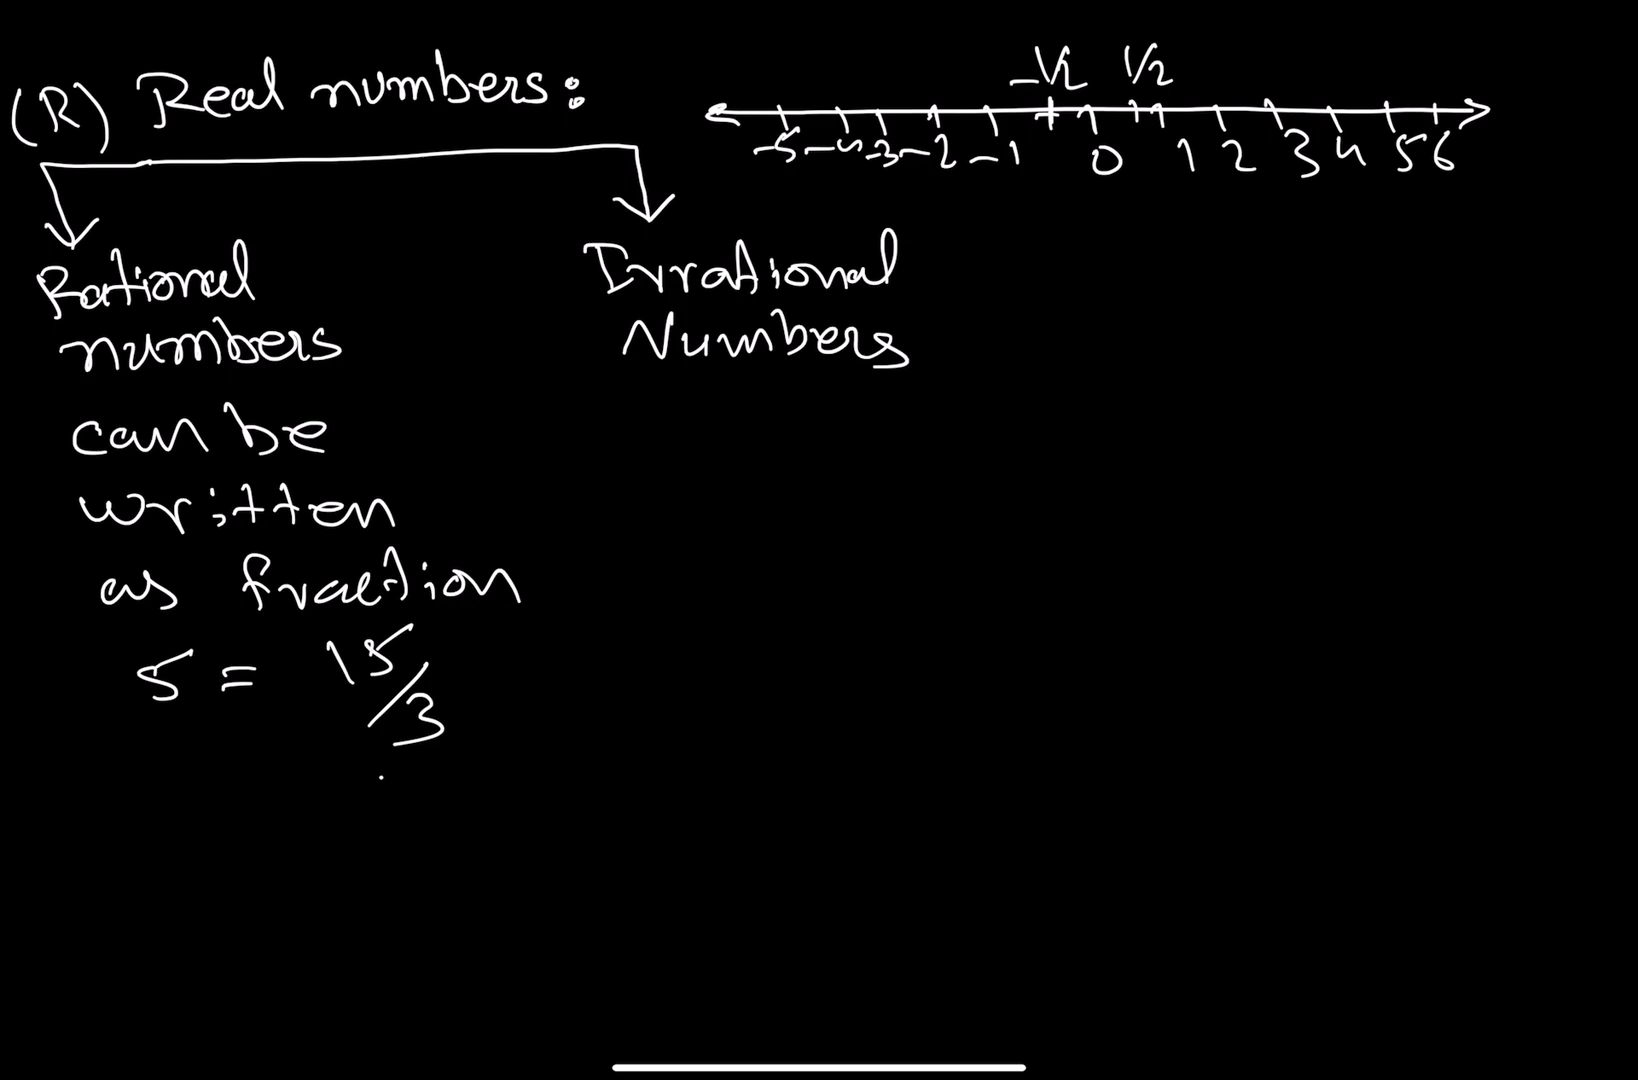 (R) Real numbers:
-1/2 1/2
-5 -4 -3 -2 -1 0 1 2 3 4 5 6
Rational
numbers
can be
written
as fraction
5 = 15/3
Irrational
Numbers